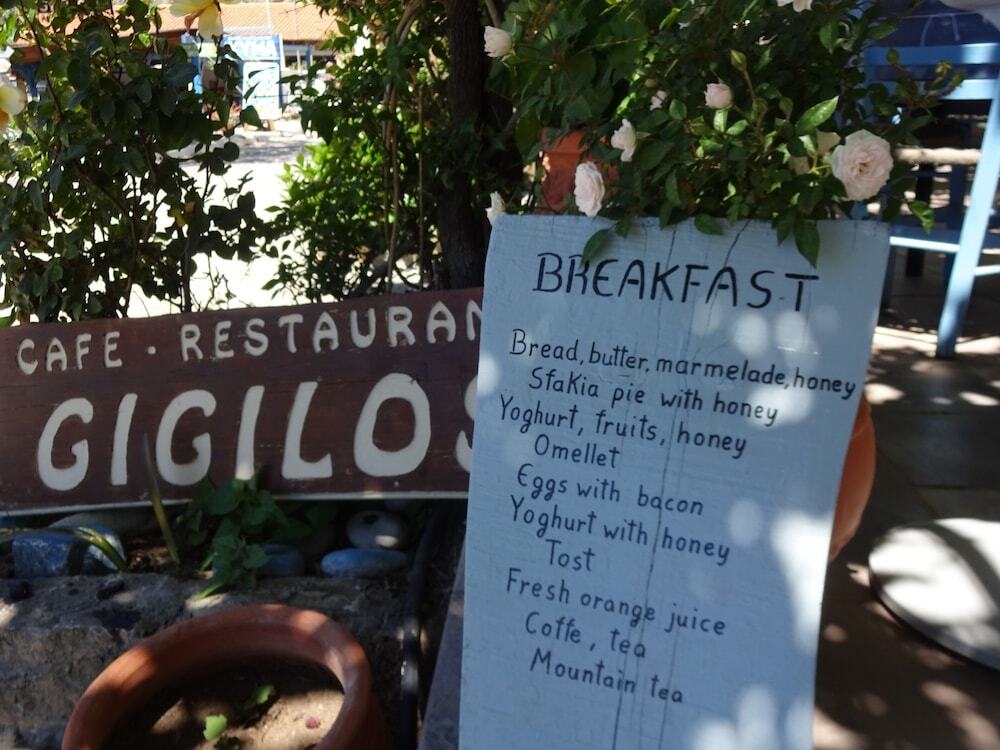 CAFE · RESTAURAN
GIGILOS
BREAKFAST
Bread, butter, marmelade, honey
Sfakia pie with honey
Yoghurt, fruits, honey
Omellet
Eggs with bacon
Yoghurt with honey
Tost
Fresh orange juice
Coffe, tea
Mountain tea